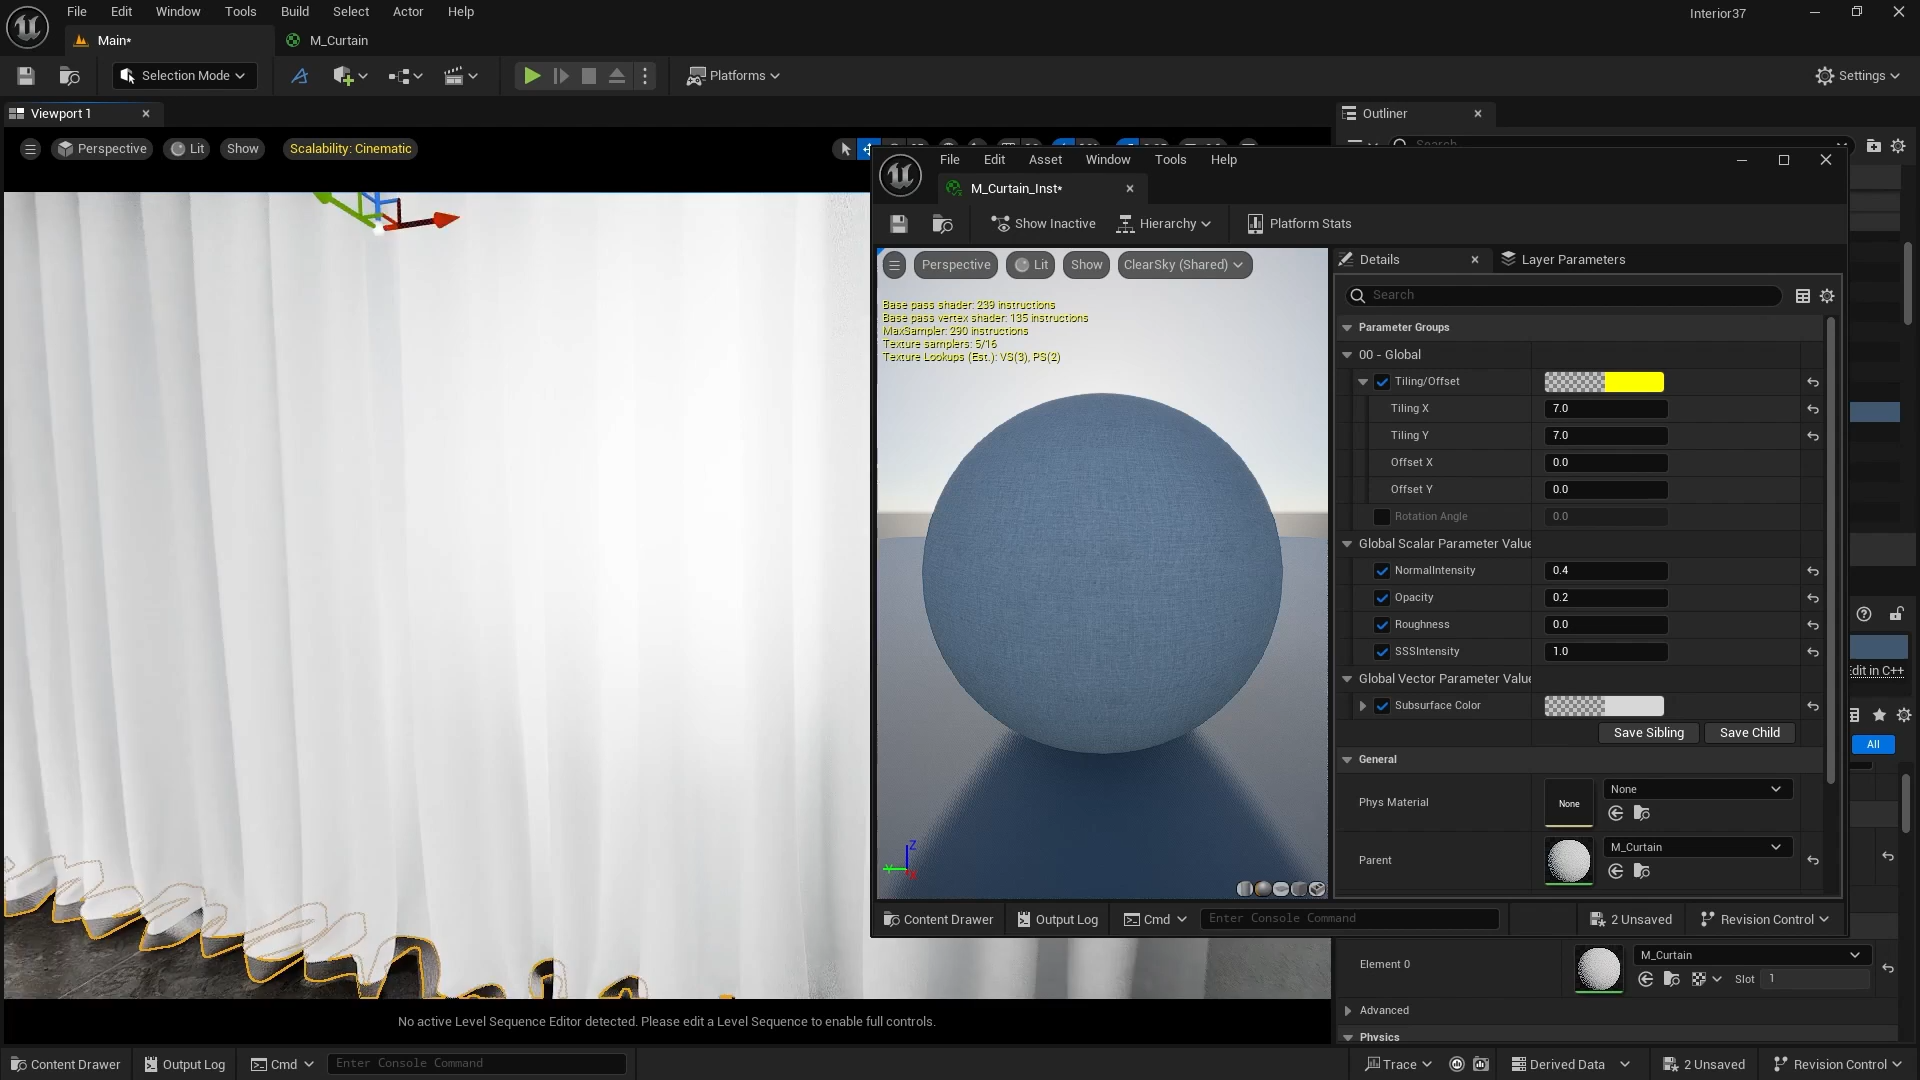 File Edit Window Tools Build Select Actor Help
Interior37
Main*
M_Curtain
Selection Mode
Platforms
Settings
Viewport 1
Outliner
Perspective
Lit
Show
Scalability: Cinematic
Search
File Edit Asset Window Tools Help
M_Curtain_Inst*
Show Inactive
Hierarchy
Platform Stats
Perspective
Lit
Show
ClearSky (Shared)
Details
Layer Parameters
Search
Base pass shader: 239 instructions
Base pass vertex shader: 135 instructions
MaxSampler: 290 instructions
Texture samplers: 5/16
Texture Lookups (Est.): VS(3), PS(2)
Parameter Groups
00 - Global
Tiling/Offset
Tiling X 7.0
Tiling Y 7.0
Offset X 0.0
Offset Y 0.0
Rotation Angle 0.0
Global Scalar Parameter Value
NormalIntensity 0.4
Opacity 0.2
Roughness 0.0
SSSIntensity 1.0
Global Vector Parameter Value
Subsurface Color
Save Sibling
Save Child
General
Phys Material
None
None
Parent
M_Curtain
Edit in C++
All
Z
Content Drawer
Output Log
Cmd
Enter Console Command
2 Unsaved
Revision Control
Element 0
M_Curtain
Slot 1
Advanced
Physics
No active Level Sequence Editor detected. Please edit a Level Sequence to enable full controls.
Content Drawer
Output Log
Cmd
Enter Console Command
Trace
Derived Data
2 Unsaved
Revision Control